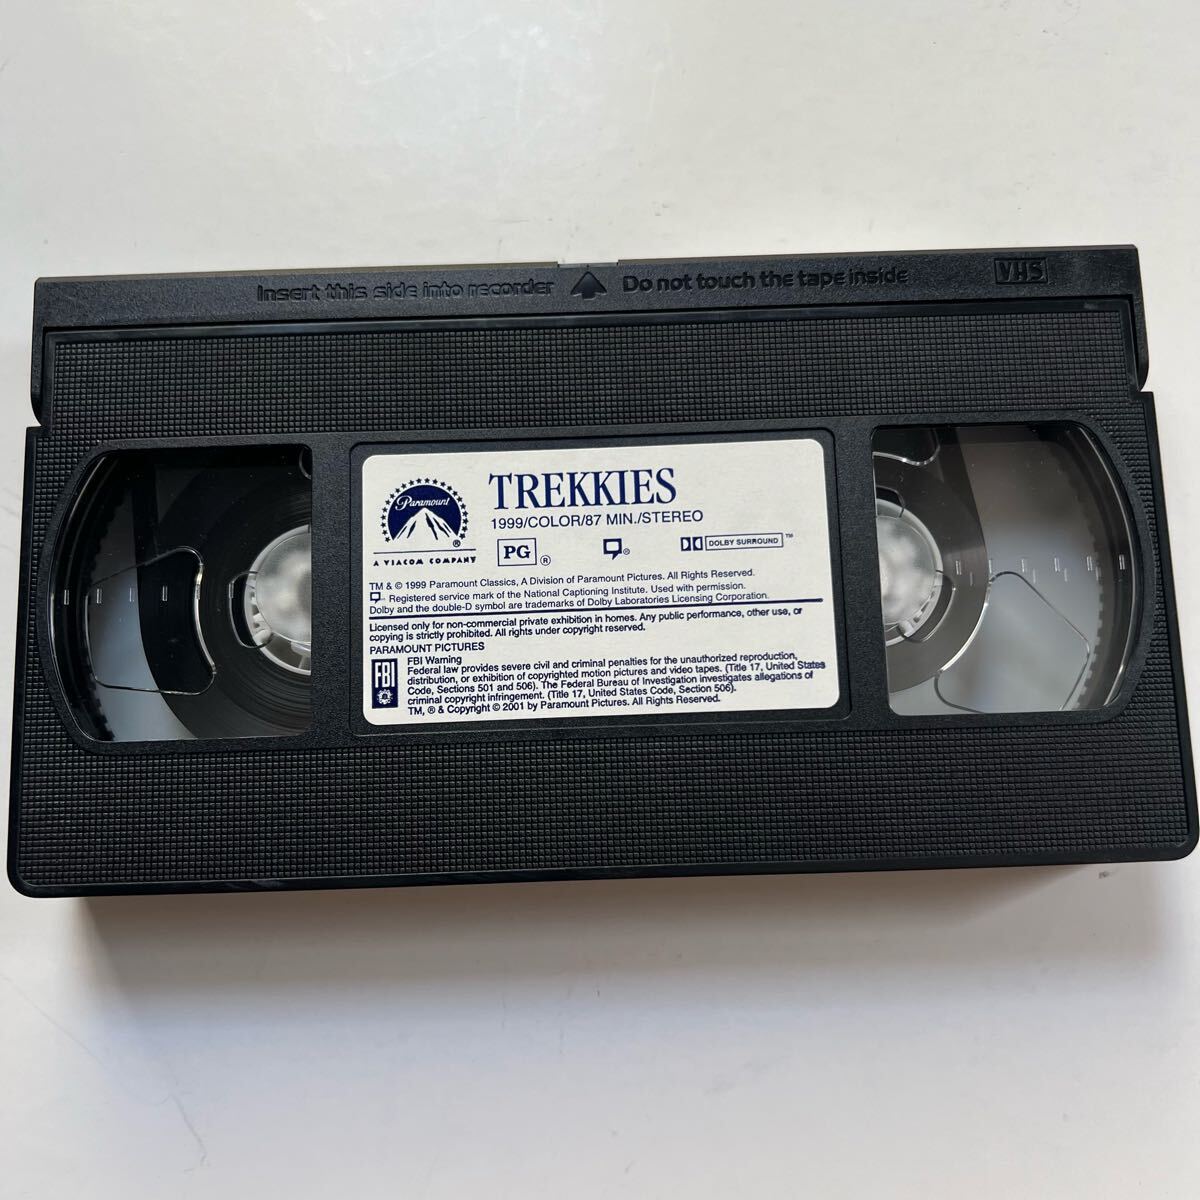 Insert this side into recorder Do not touch the tape inside VHS
TREKKIES
1999/COLOR/87 MIN./STEREO
Paramount
®
A VIACOM COMPANY
PG ® ® DOLBY SURROUND ™
TM & © 1999 Paramount Classics, A Division of Paramount Pictures. All Rights Reserved.
Registered service mark of the National Captioning Institute. Used with permission.
Dolby and the double-D symbol are trademarks of Dolby Laboratories Licensing Corporation.
Licensed only for non-commercial private exhibition in homes. Any public performance, other use, or
copying is strictly prohibited. All rights under copyright reserved.
PARAMOUNT PICTURES
FBI
FBI Warning
Federal law provides severe civil and criminal penalties for the unauthorized reproduction,
distribution, or exhibition of copyrighted motion pictures and video tapes. (Title 17, United States
Code, Sections 501 and 506). The Federal Bureau of Investigation investigates allegations of
criminal copyright infringement. (Title 17, United States Code, Section 506).
TM, ® & Copyright © 2001 by Paramount Pictures. All Rights Reserved.